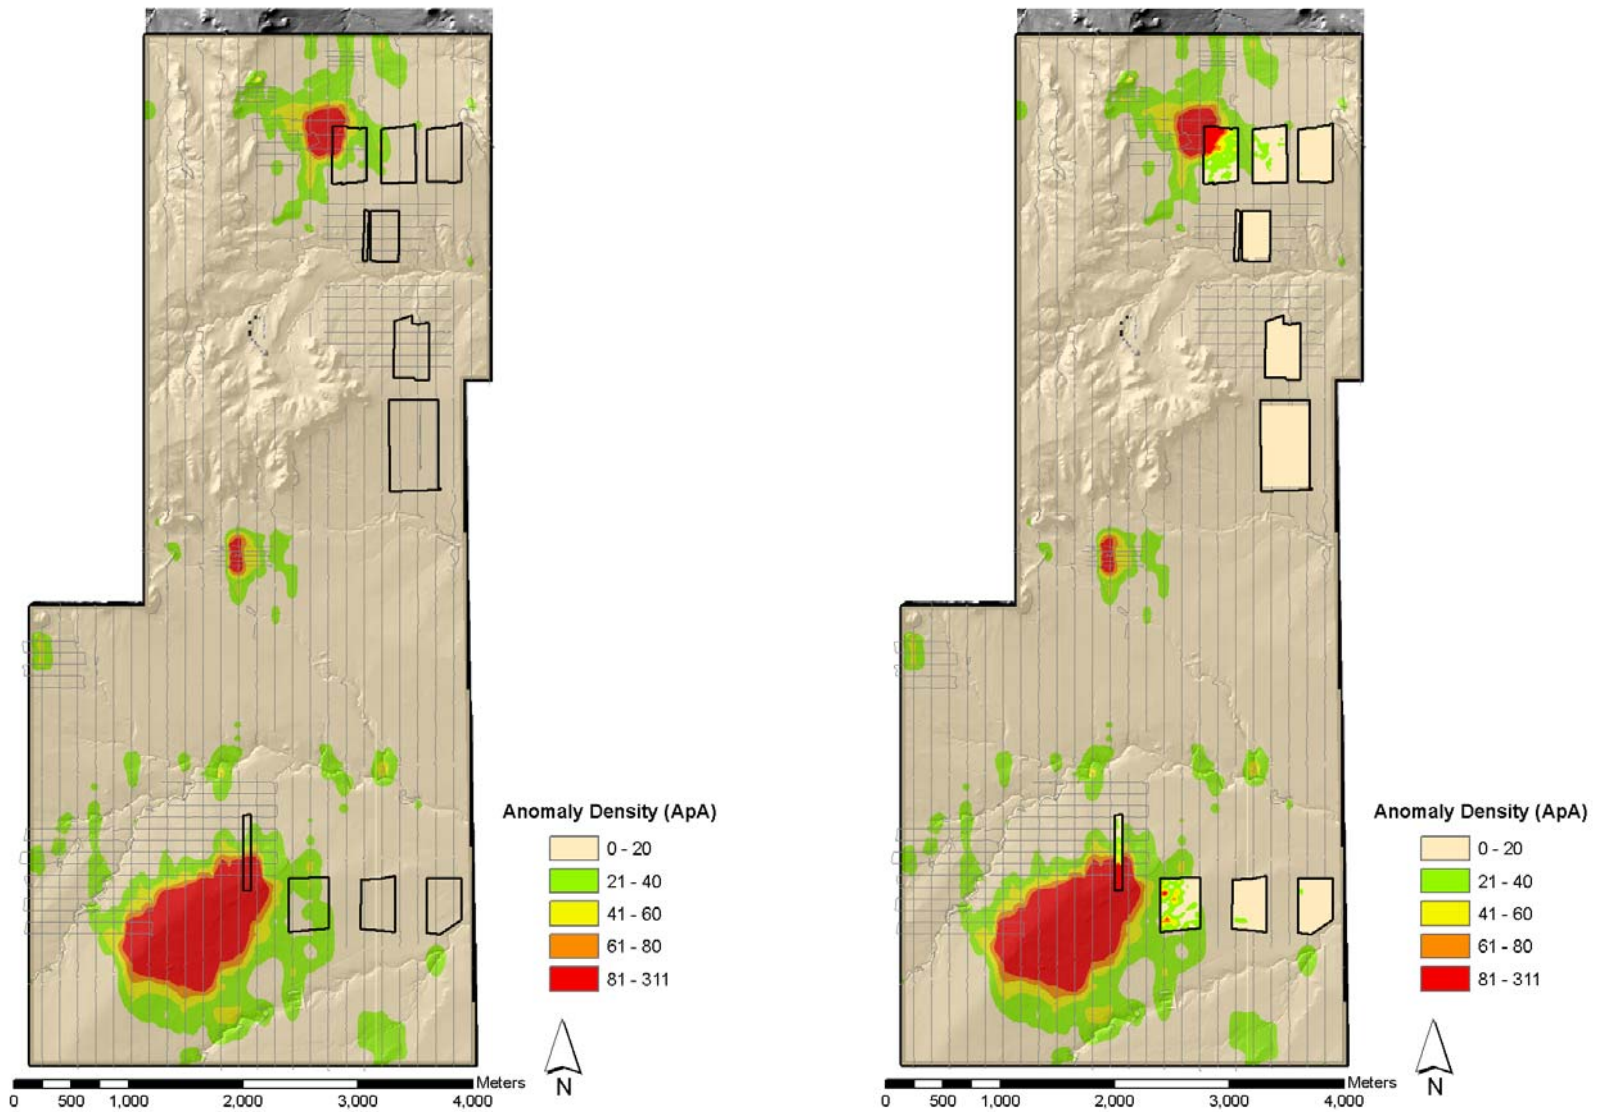 Anomaly Density (ApA)
0 - 20
21 - 40
41 - 60
61 - 80
81 - 311
N
Meters
0 500 1,000 2,000 3,000 4,000
Anomaly Density (ApA)
0 - 20
21 - 40
41 - 60
61 - 80
81 - 311
N
Meters
0 500 1,000 2,000 3,000 4,000